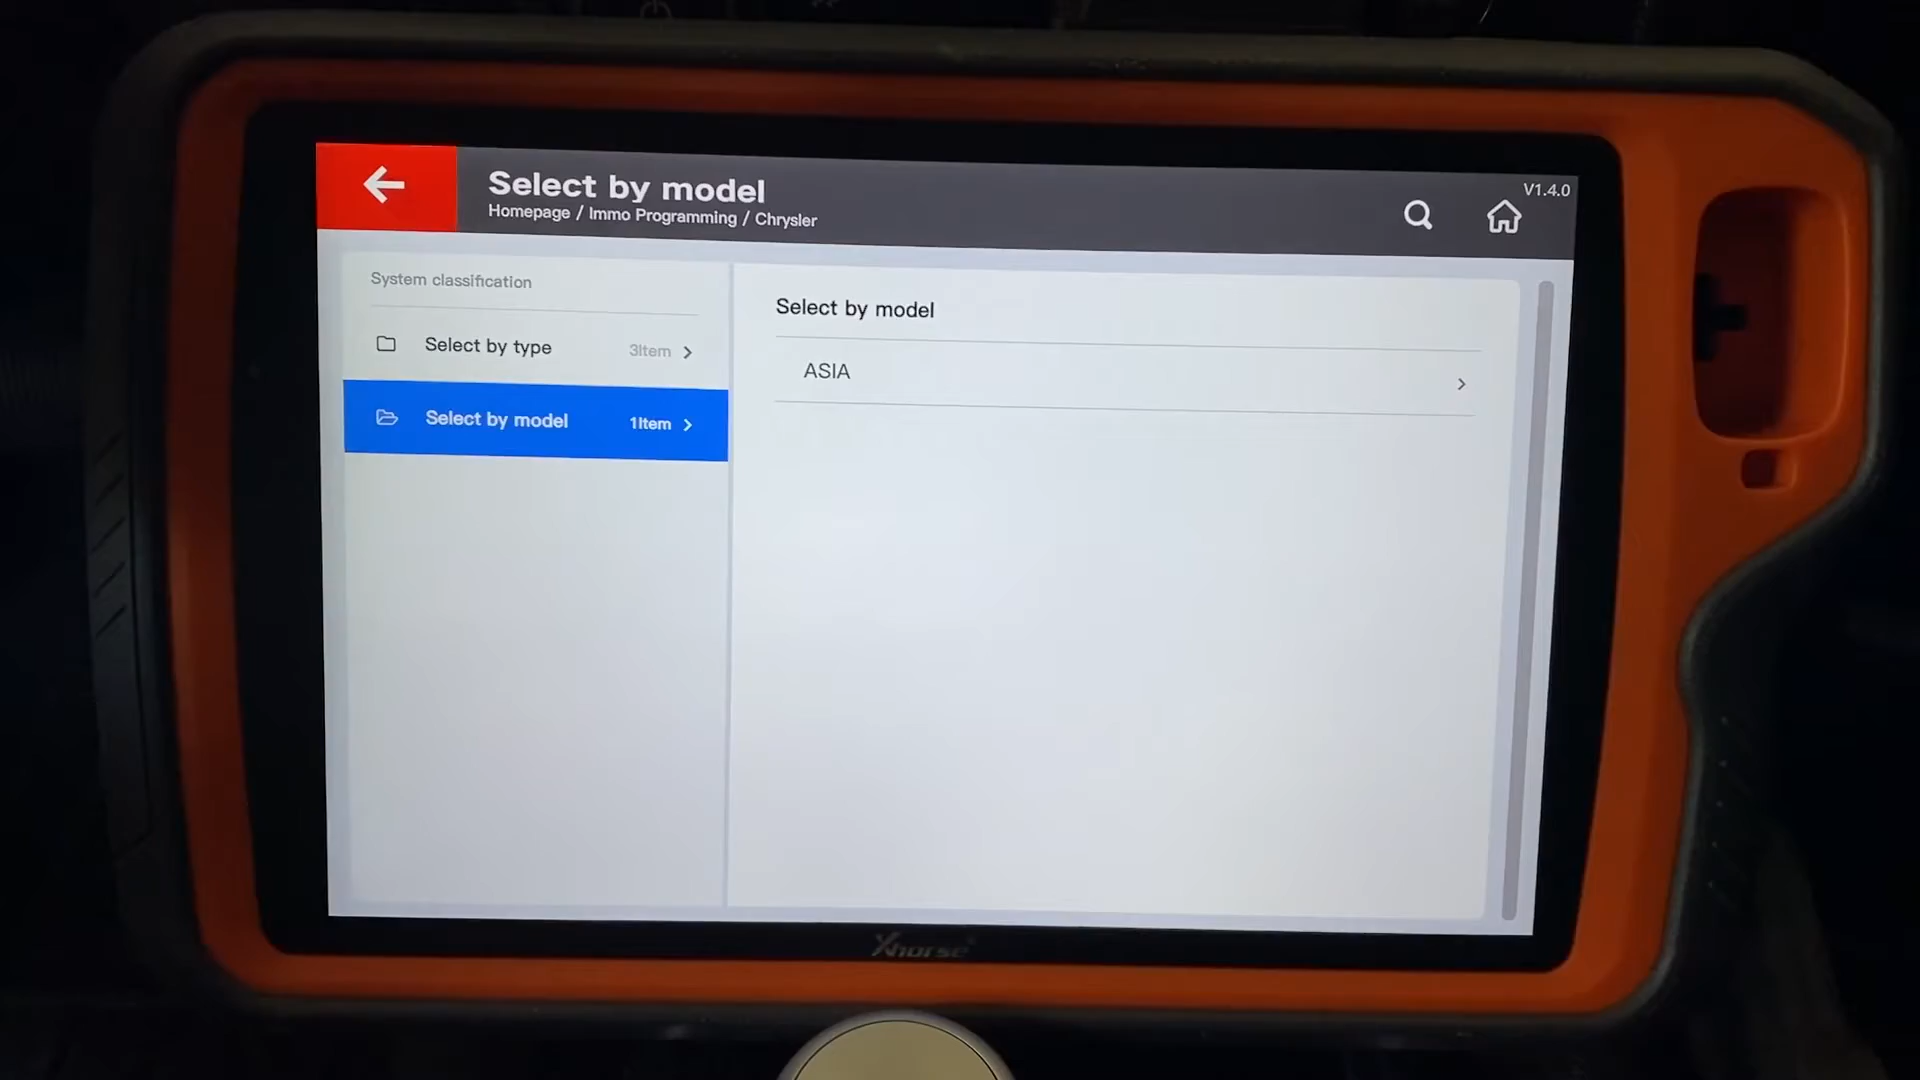 Select by model
V1.4.0
Homepage / Immo Programming / Chrysler
System classification
Select by type 3Item
Select by model 1Item
Select by model
ASIA
Xhorse